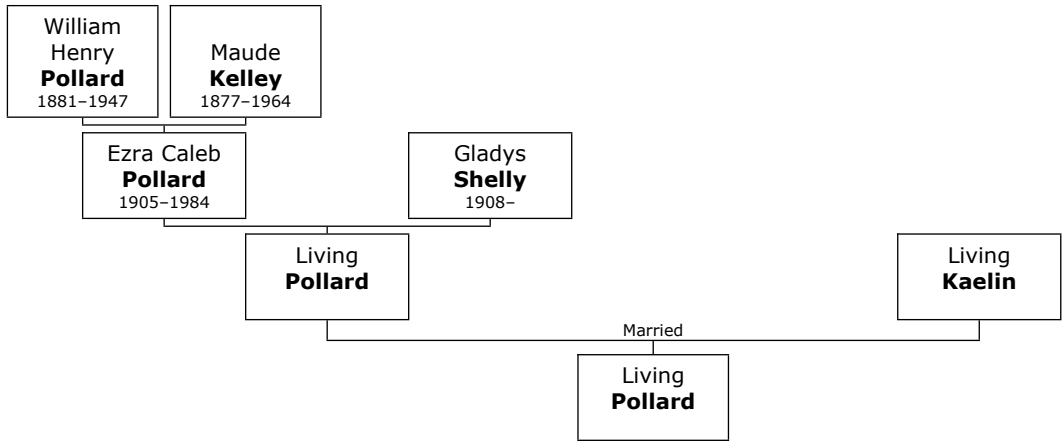 William
Henry
Pollard
1881–1947
Maude
Kelley
1877–1964
Ezra Caleb
Pollard
1905–1984
Gladys
Shelly
1908–
Living
Pollard
Living
Kaelin
Married
Living
Pollard